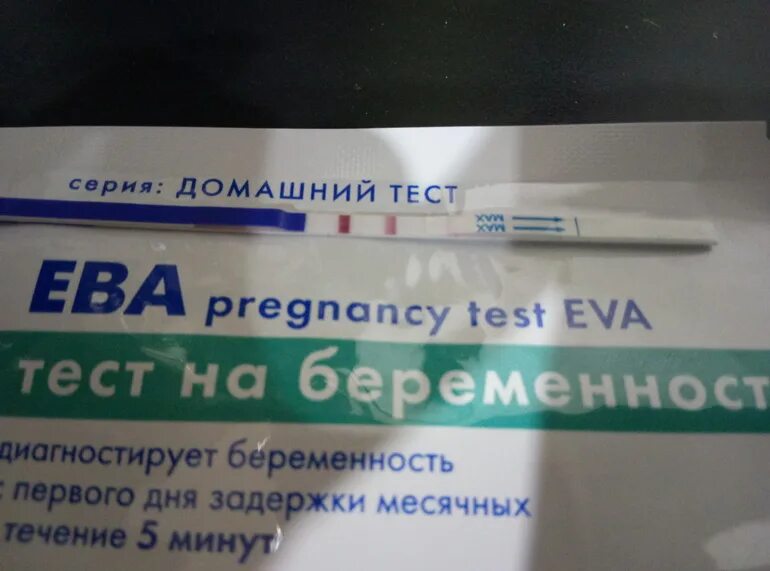 серия: ДОМАШНИЙ ТЕСТ
MAX
MAX
ЕВА pregnancy test EVA
тест на беременност
диагностирует беременность
с первого дня задержки месячных
течение 5 минут